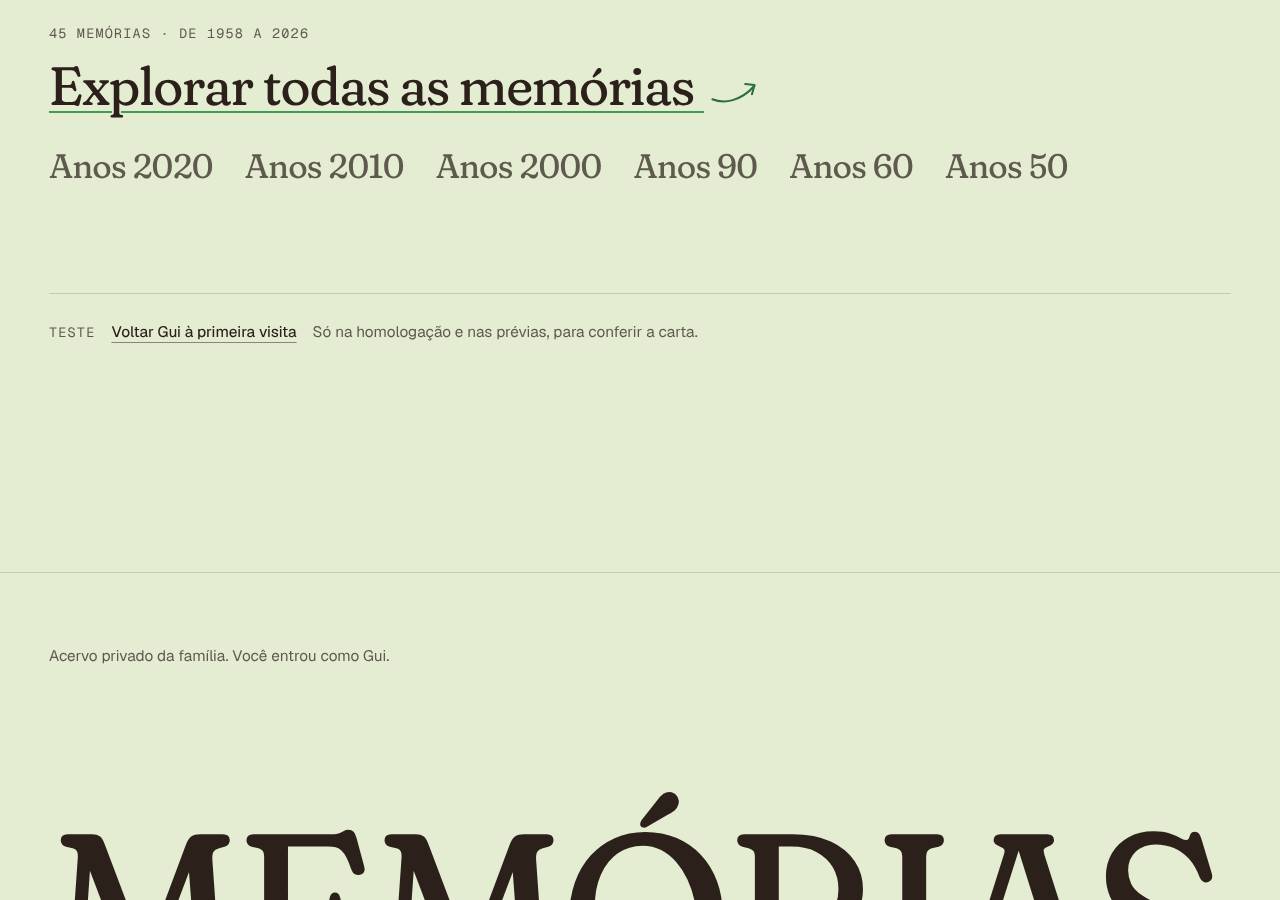 45 MEMÓRIAS · DE 1958 A 2026
Explorar todas as memórias
Anos 2020 Anos 2010 Anos 2000 Anos 90 Anos 60 Anos 50
TESTE Voltar Gui à primeira visita Só na homologação e nas prévias, para conferir a carta.
Acervo privado da família. Você entrou como Gui.
MEMÓRIAS